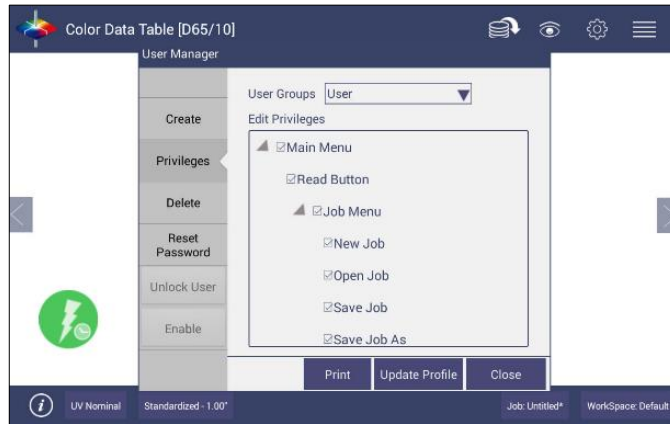 Color Data Table [D65/10]
User Manager
User Groups User
Create
Edit Privileges
Main Menu
Privileges
Read Button
Delete
Job Menu
Reset
Password
New Job
Unlock User
Open Job
Save Job
Enable
Save Job As
Print Update Profile Close
i UV Nominal Standardized - 1.00" Job: Untitled* WorkSpace: Default